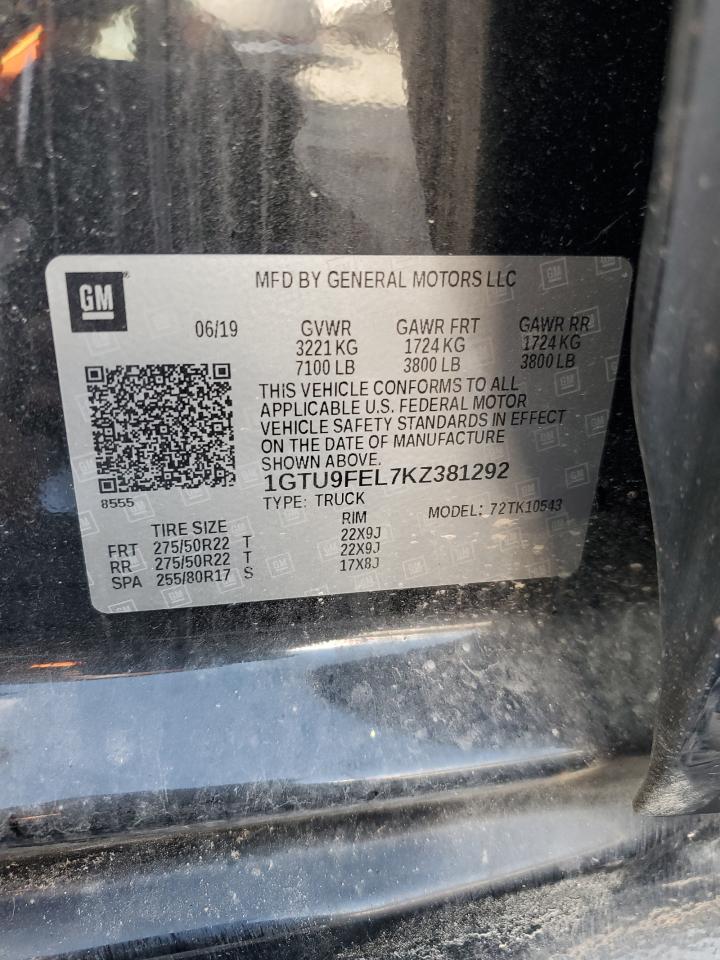 GM
MFD BY GENERAL MOTORS LLC
06/19 GVWR GAWR FRT GAWR RR
3221 KG 1724 KG 1724 KG
7100 LB 3800 LB 3800 LB
THIS VEHICLE CONFORMS TO ALL
APPLICABLE U.S. FEDERAL MOTOR
VEHICLE SAFETY STANDARDS IN EFFECT
ON THE DATE OF MANUFACTURE
SHOWN ABOVE.
1GTU9FEL7KZ381292
8555
TYPE: TRUCK MODEL: 72TK10543
TIRE SIZE RIM
FRT 275/50R22 T 22X9J
RR 275/50R22 T 22X9J
SPA 255/80R17 S 17X8J